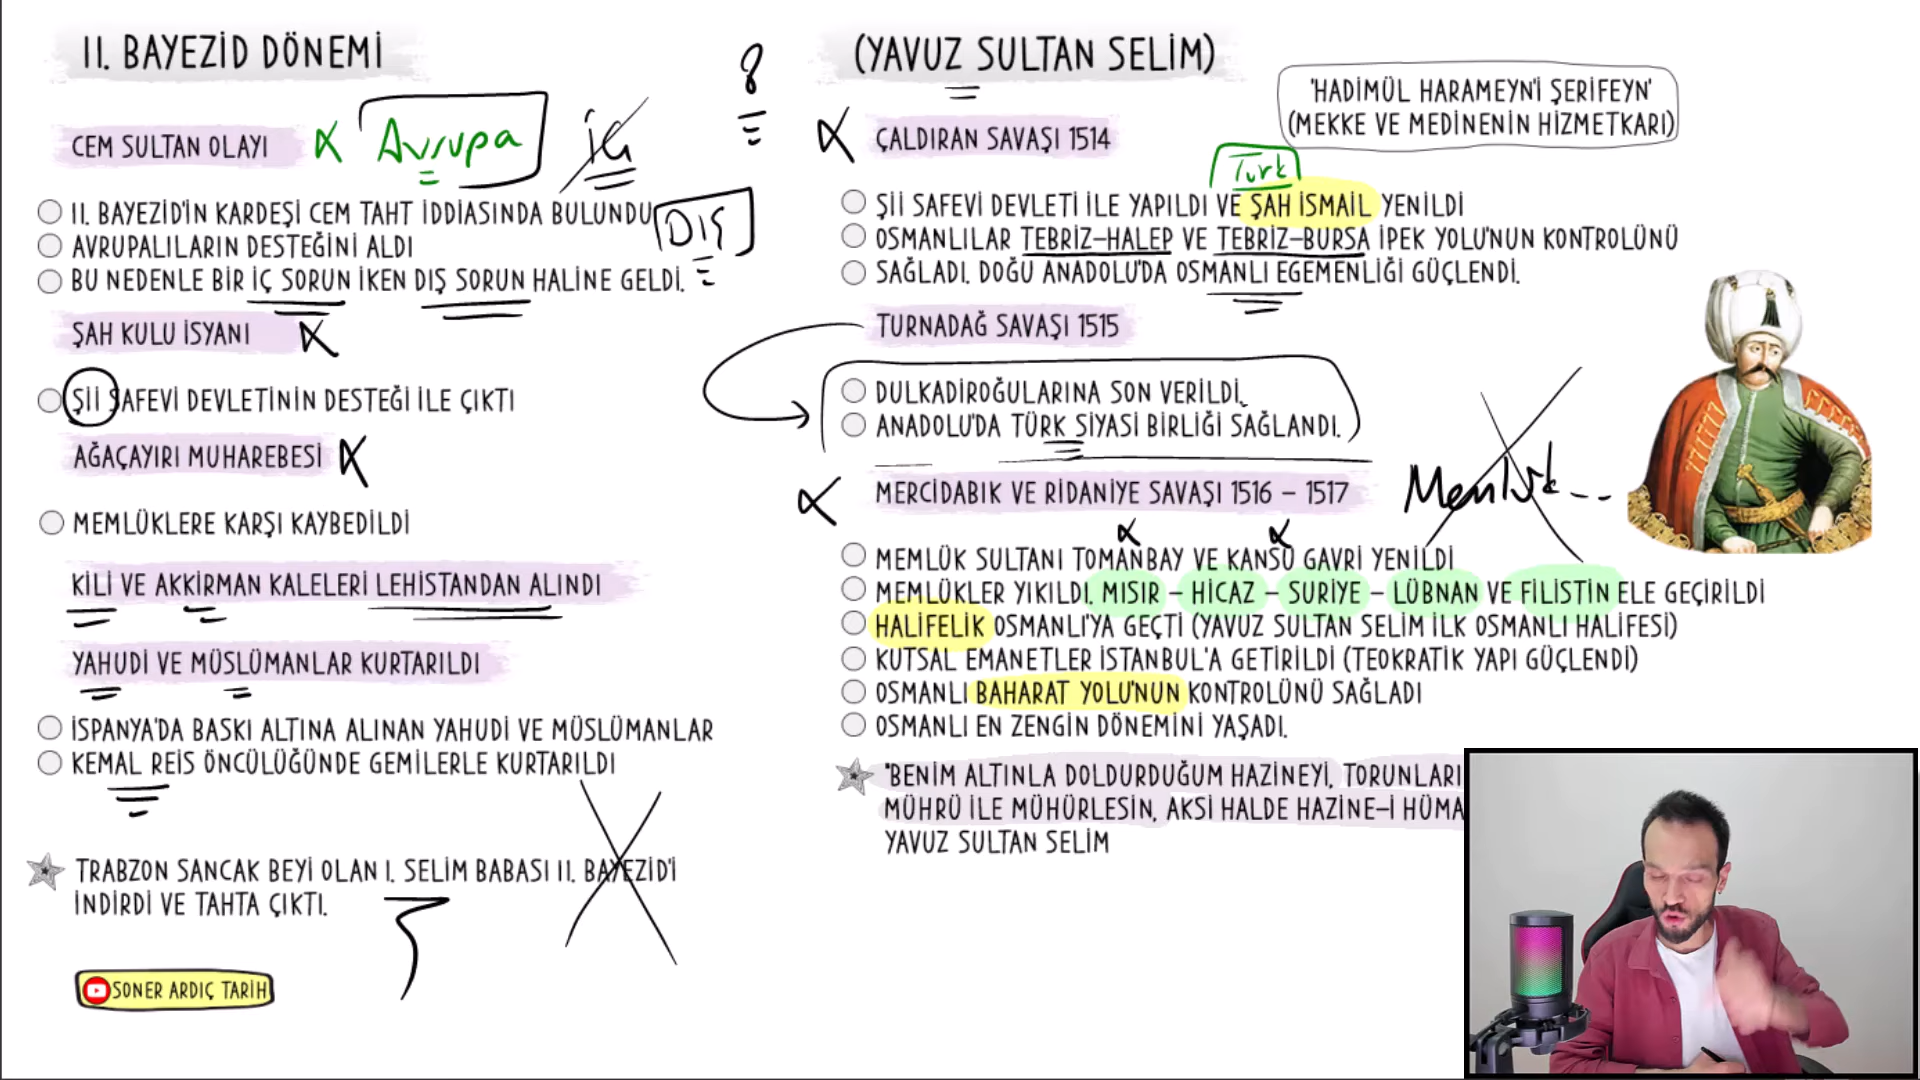 II. BAYEZİD DÖNEMİ
CEM SULTAN OLAYI
Avrupa
İÇ
II. BAYEZİD'İN KARDEŞİ CEM TAHT İDDİASINDA BULUNDU
DIŞ
AVRUPALILARIN DESTEĞİNİ ALDI
BU NEDENLE BİR İÇ SORUN İKEN DIŞ SORUN HALİNE GELDİ.
ŞAH KULU İSYANI
Şİİ SAFEVİ DEVLETİNİN DESTEĞİ İLE ÇIKTI
AĞAÇAYIRI MUHAREBESİ
MEMLÜKLERE KARŞI KAYBEDİLDİ
KİLİ VE AKKİRMAN KALELERİ LEHİSTANDAN ALINDI
YAHUDİ VE MÜSLÜMANLAR KURTARILDI
İSPANYA'DA BASKI ALTINA ALINAN YAHUDİ VE MÜSLÜMANLAR
KEMAL REİS ÖNCÜLÜĞÜNDE GEMİLERLE KURTARILDI
TRABZON SANCAK BEYİ OLAN I. SELİM BABASI II. BAYEZİD'İ
İNDİRDİ VE TAHTA ÇIKTI.
SONER ARDIÇ TARİH
8
(YAVUZ SULTAN SELİM)
'HADİMÜL HARAMEYN'İ ŞERİFEYN'
(MEKKE VE MEDİNENİN HİZMETKARI)
ÇALDIRAN SAVAŞI 1514
Türk
Şİİ SAFEVİ DEVLETİ İLE YAPILDI VE ŞAH İSMAİL YENİLDİ
OSMANLILAR TEBRİZ-HALEP VE TEBRİZ-BURSA İPEK YOLU'NUN KONTROLÜNÜ
SAĞLADI. DOĞU ANADOLU'DA OSMANLI EGEMENLİĞİ GÜÇLENDİ.
TURNADAĞ SAVAŞI 1515
DULKADİROĞULARINA SON VERİLDİ.
ANADOLU'DA TÜRK SİYASİ BİRLİĞİ SAĞLANDI.
MERCİDABIK VE RİDANİYE SAVAŞI 1516 – 1517
Memlük
MEMLÜK SULTANI TOMANBAY VE KANSU GAVRİ YENİLDİ
MEMLÜKLER YIKILDI. MISIR – HİCAZ – SURİYE – LÜBNAN VE FİLİSTİN ELE GEÇİRİLDİ
HALİFELİK OSMANLI'YA GEÇTİ (YAVUZ SULTAN SELİM İLK OSMANLI HALİFESİ)
KUTSAL EMANETLER İSTANBUL'A GETİRİLDİ (TEOKRATİK YAPI GÜÇLENDİ)
OSMANLI BAHARAT YOLU'NUN KONTROLÜNÜ SAĞLADI
OSMANLI EN ZENGİN DÖNEMİNİ YAŞADI.
"BENİM ALTINLA DOLDURDUĞUM HAZİNEYİ, TORUNLARI
MÜHRÜ İLE MÜHÜRLESİN, AKSİ HALDE HAZİNE-İ HÜMA
YAVUZ SULTAN SELİM